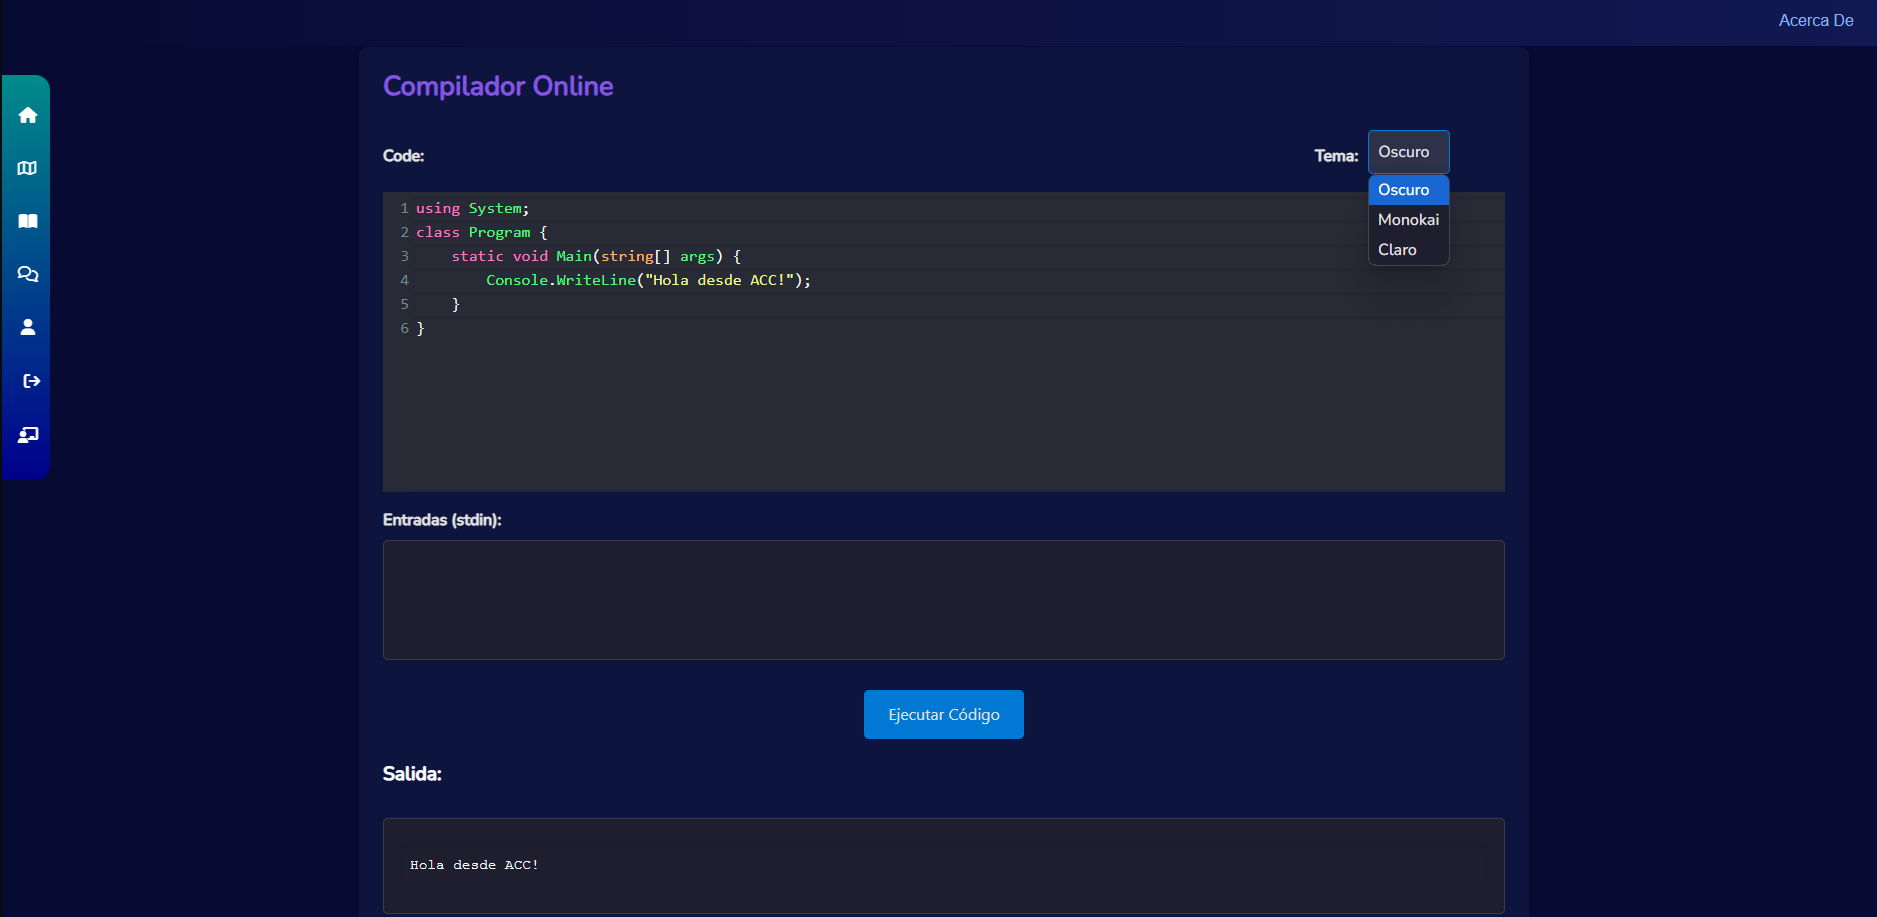 Acerca De
Compilador Online
Code:
Tema: Oscuro
Oscuro
Monokai
Claro
1 using System;
2 class Program {
3     static void Main(string[] args) {
4         Console.WriteLine("Hola desde ACC!");
5     }
6 }
Entradas (stdin):
Ejecutar Código
Salida:
Hola desde ACC!